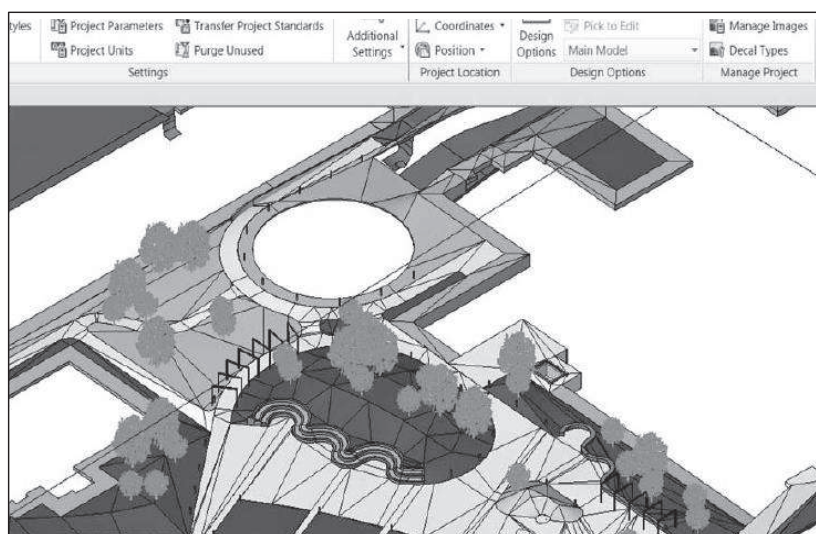 tyles Project Parameters Transfer Project Standards Additional Settings Coordinates Design Options Pick to Edit Manage Images
Project Units Purge Unused Position Main Model Decal Types
Settings Project Location Design Options Manage Project